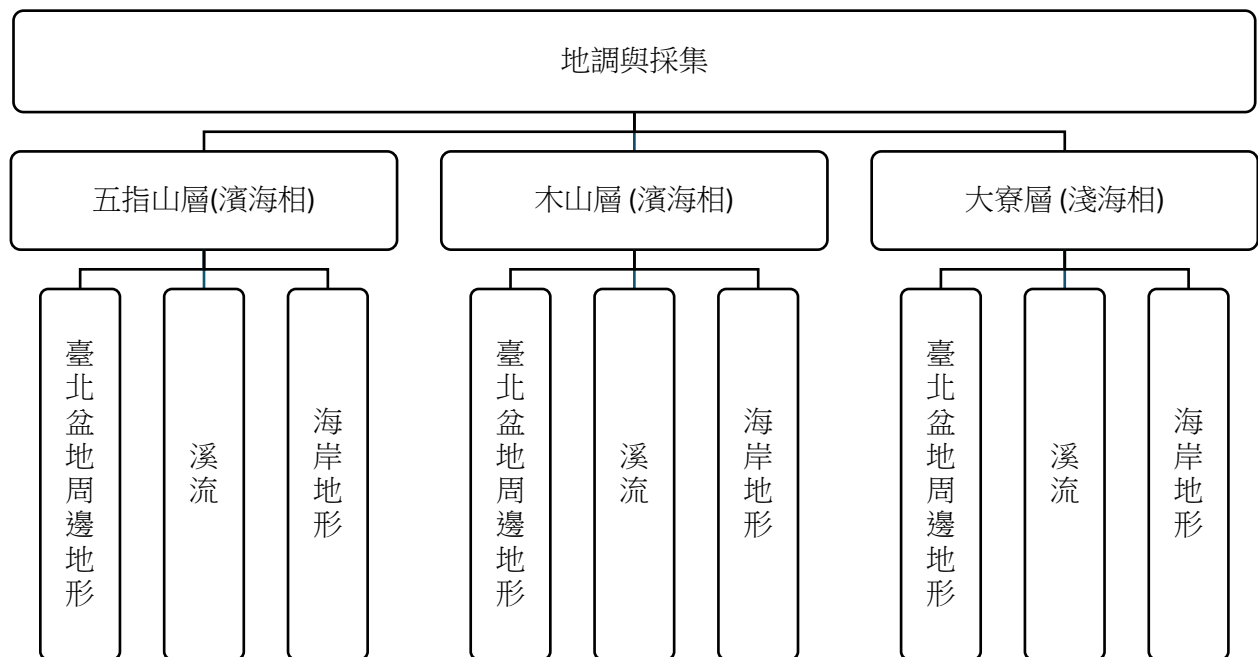 地調與採集
五指山層(濱海相)
木山層 (濱海相)
大寮層 (淺海相)
臺北盆地周邊地形
溪流
海岸地形
臺北盆地周邊地形
溪流
海岸地形
臺北盆地周邊地形
溪流
海岸地形